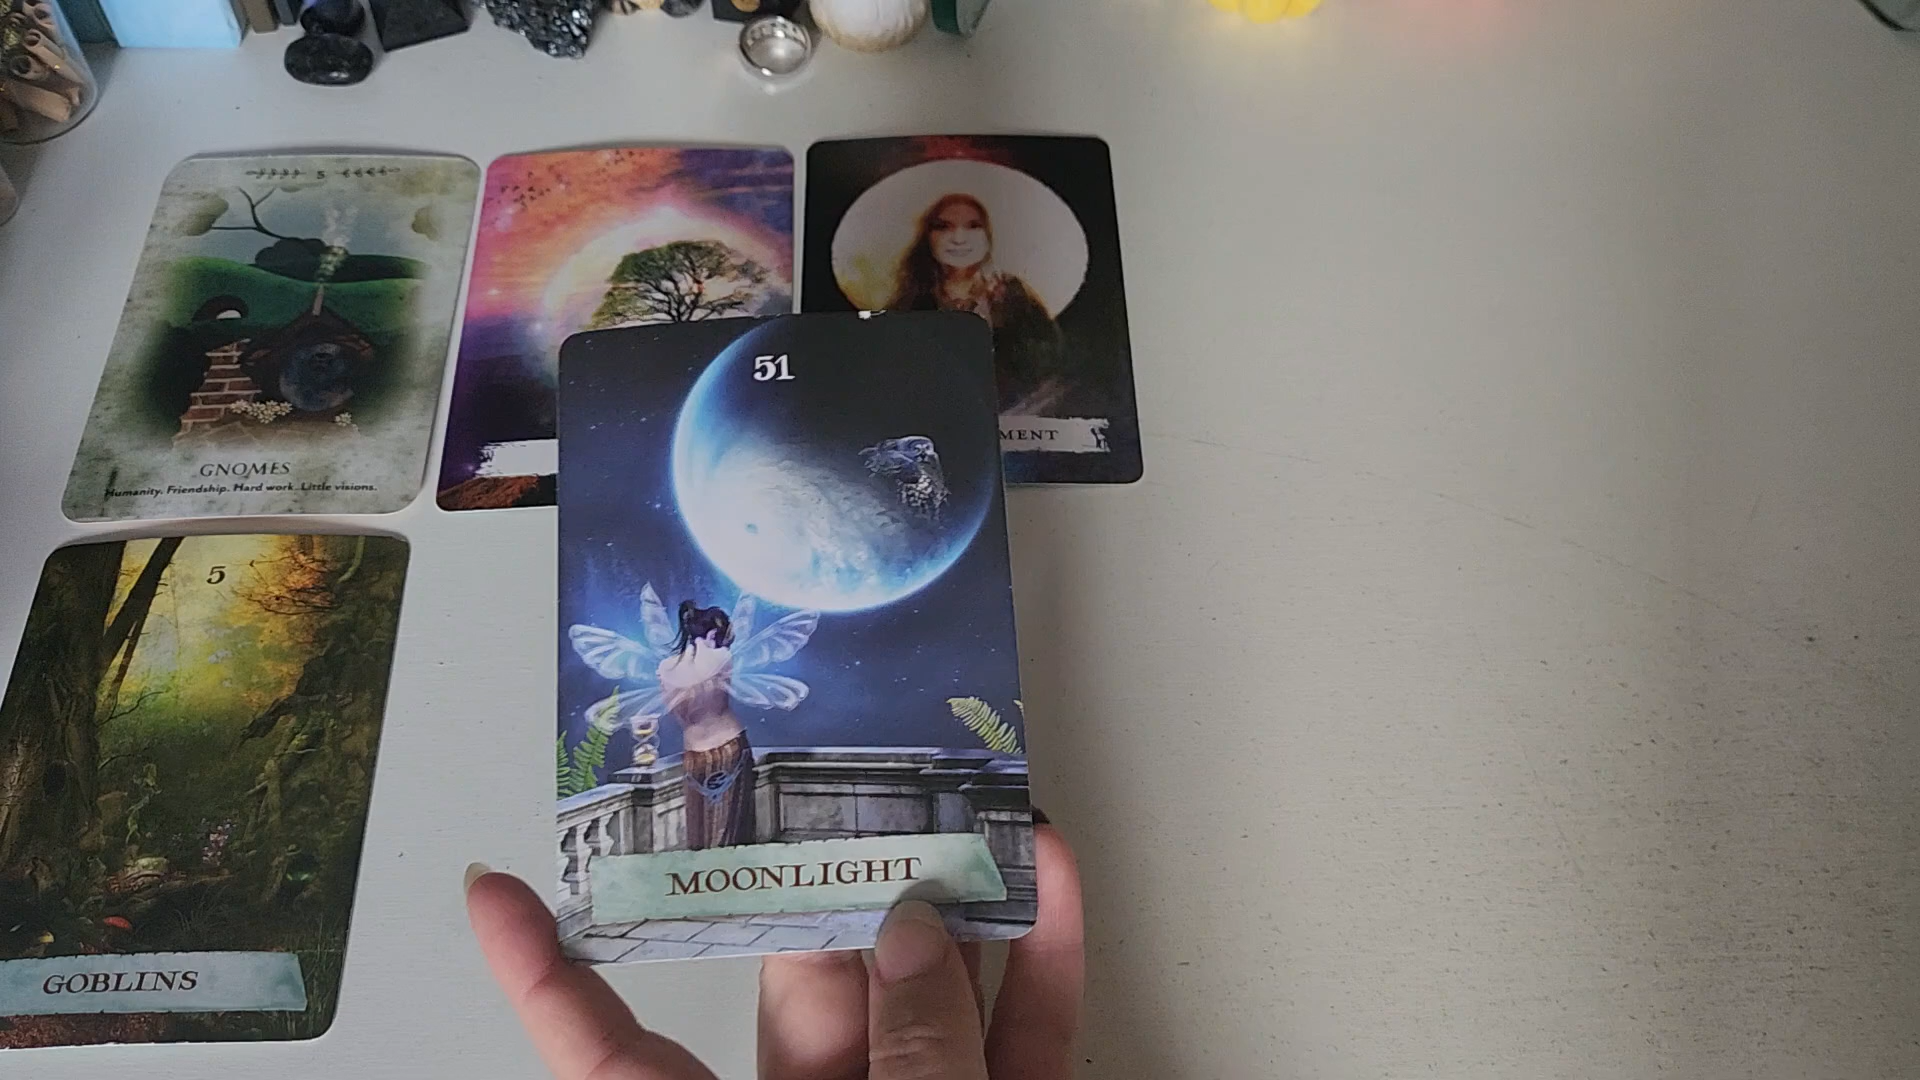 5
GNOMES
Humanity. Friendship. Hard work. Little visions.
MENT
51
MOONLIGHT
5
GOBLINS